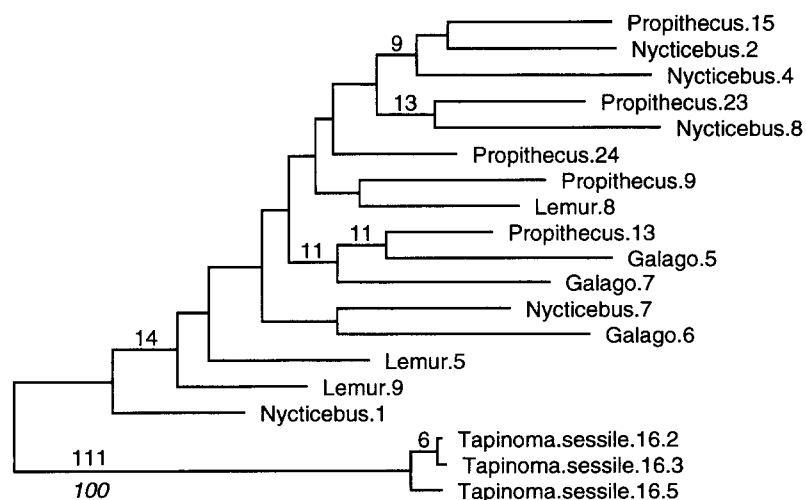 Propithecus.15
9
Nycticebus.2
Nycticebus.4
Propithecus.23
13
Nycticebus.8
Propithecus.24
Propithecus.9
Lemur.8
Propithecus.13
11
11
Galago.5
Galago.7
Nycticebus.7
Galago.6
14
Lemur.5
Lemur.9
Nycticebus.1
6
Tapinoma.sessile.16.2
111
Tapinoma.sessile.16.3
100
Tapinoma.sessile.16.5